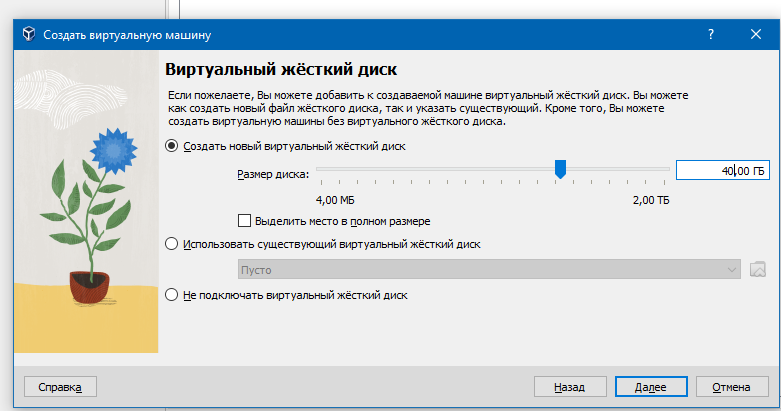 Создать виртуальную машину
?
Виртуальный жёсткий диск
Если пожелаете, Вы можете добавить к создаваемой машине виртуальный жёсткий диск. Вы можете
как создать новый файл жёсткого диска, так и указать существующий. Кроме того, Вы можете
создать виртуальную машины без виртуального жёсткого диска.
Создать новый виртуальный жёсткий диск
Размер диска:
40,00 ГБ
4,00 МБ
2,00 ТБ
Выделить место в полном размере
Использовать существующий виртуальный жёсткий диск
Пусто
Не подключать виртуальный жёсткий диск
Справка
Назад
Далее
Отмена